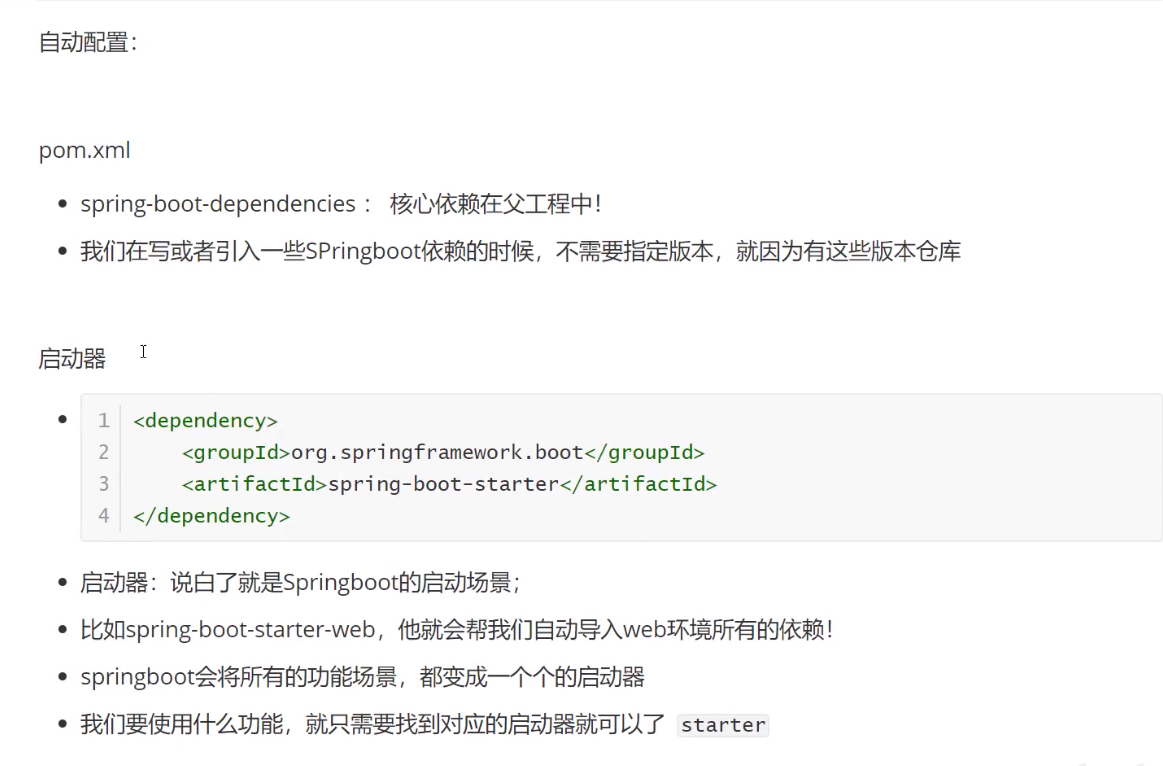 自动配置：
pom.xml
spring-boot-dependencies ： 核心依赖在父工程中！
我们在写或者引入一些SPringboot依赖的时候，不需要指定版本，就因为有这些版本仓库
启动器
1 <dependency>
2     <groupId>org.springframework.boot</groupId>
3     <artifactId>spring-boot-starter</artifactId>
4 </dependency>
启动器：说白了就是Springboot的启动场景；
比如spring-boot-starter-web，他就会帮我们自动导入web环境所有的依赖！
springboot会将所有的功能场景，都变成一个个的启动器
我们要使用什么功能，就只需要找到对应的启动器就可以了 starter